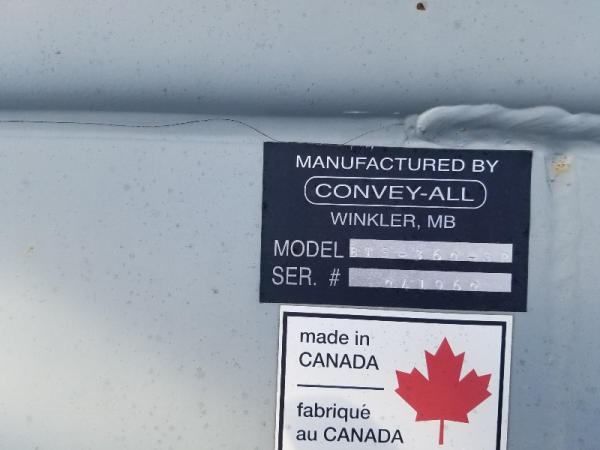 MANUFACTURED BY
CONVEY-ALL
WINKLER, MB
MODEL
SER. #
made in
CANADA
fabriqué
au CANADA